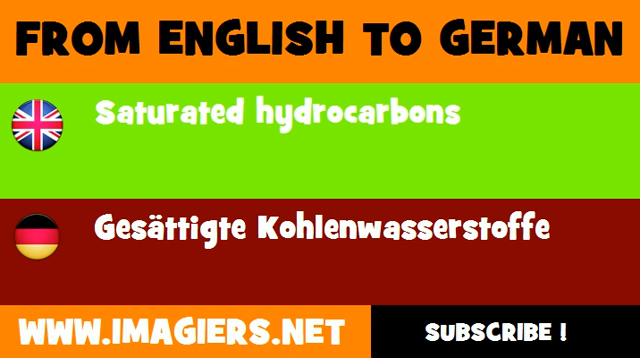 FROM ENGLISH TO GERMAN
Saturated hydrocarbons
Gesättigte Kohlenwasserstoffe
WWW.IMAGIERS.NET
SUBSCRIBE !